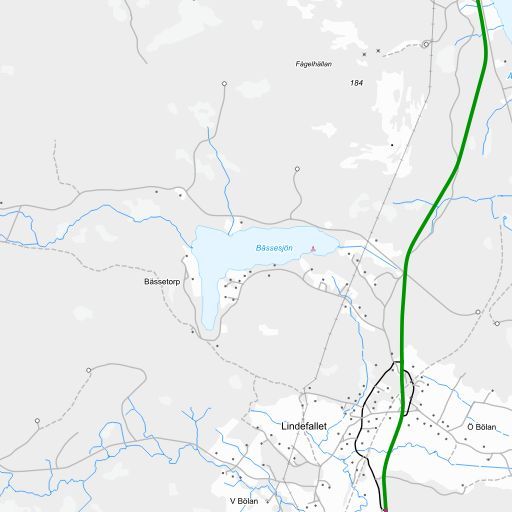 Fågelhällan
184
Bässesjön
Bässetorp
Lindefallet
Ö Bölan
V Bölan